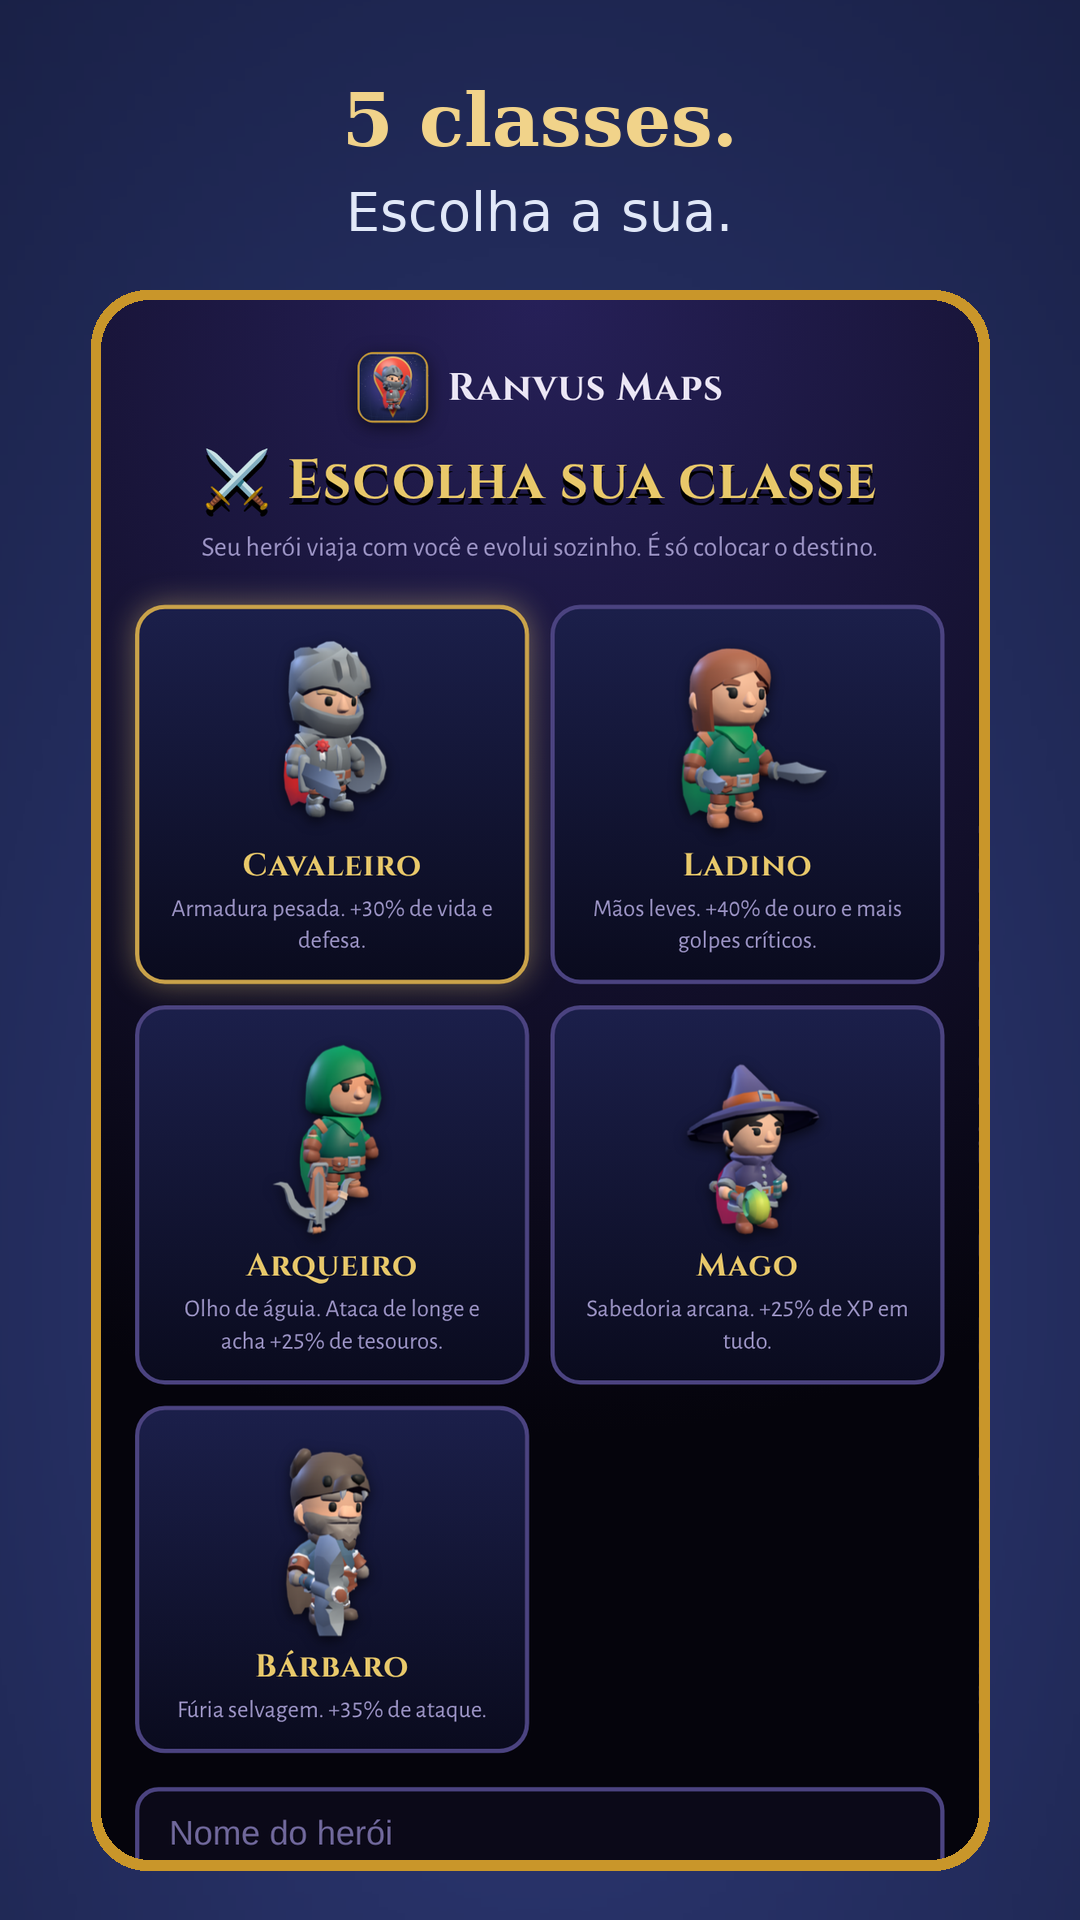 5 classes.
Escolha a sua.
Ranvus Maps
Escolha sua classe
Seu herói viaja com você e evolui sozinho. É só colocar o destino.
Cavaleiro
Armadura pesada. +30% de vida e
defesa.
Ladino
Mãos leves. +40% de ouro e mais
golpes críticos.
Arqueiro
Olho de águia. Ataca de longe e
acha +25% de tesouros.
Mago
Sabedoria arcana. +25% de XP em
tudo.
Bárbaro
Fúria selvagem. +35% de ataque.
Nome do herói